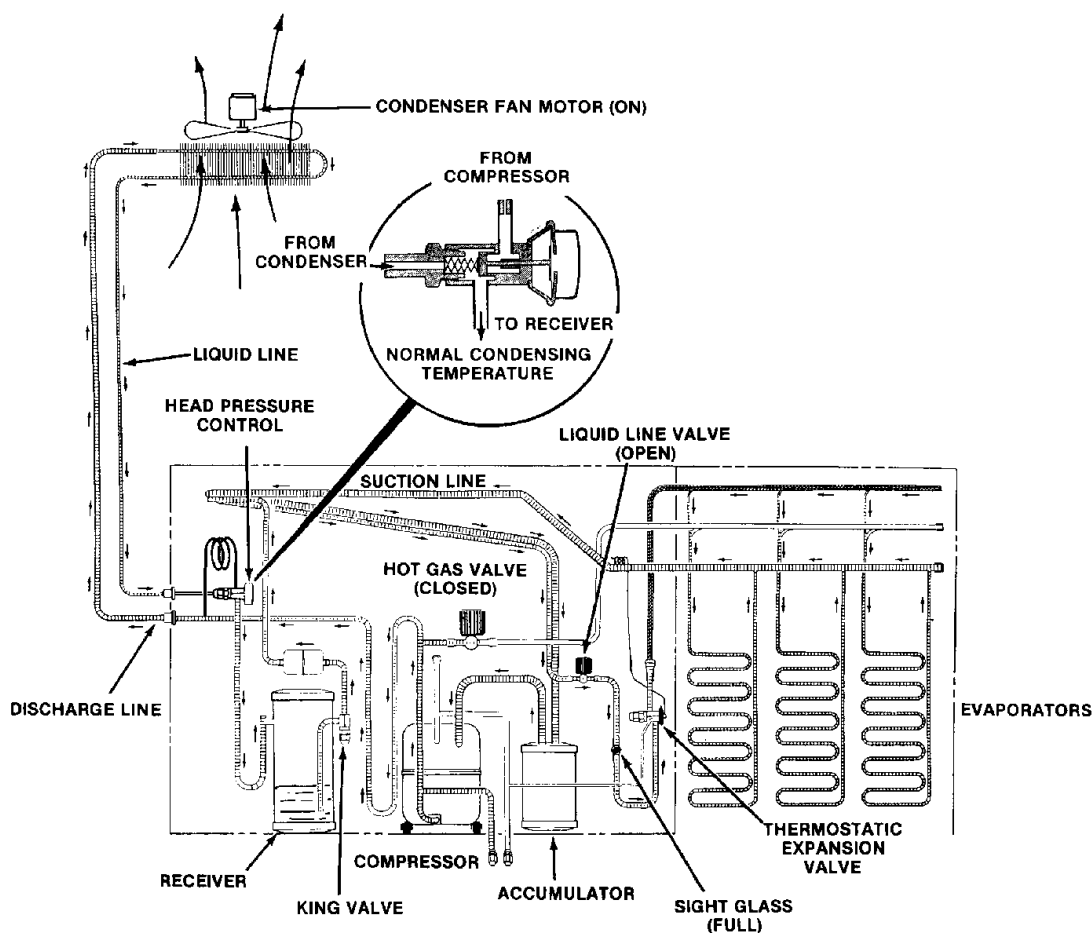 CONDENSER FAN MOTOR (ON)
FROM
COMPRESSOR
FROM
CONDENSER
TO RECEIVER
NORMAL CONDENSING
TEMPERATURE
LIQUID LINE
HEAD PRESSURE
CONTROL
LIQUID LINE VALVE
(OPEN)
SUCTION LINE
HOT GAS VALVE
(CLOSED)
DISCHARGE LINE
EVAPORATORS
THERMOSTATIC
EXPANSION
VALVE
COMPRESSOR
RECEIVER
ACCUMULATOR
KING VALVE
SIGHT GLASS
(FULL)